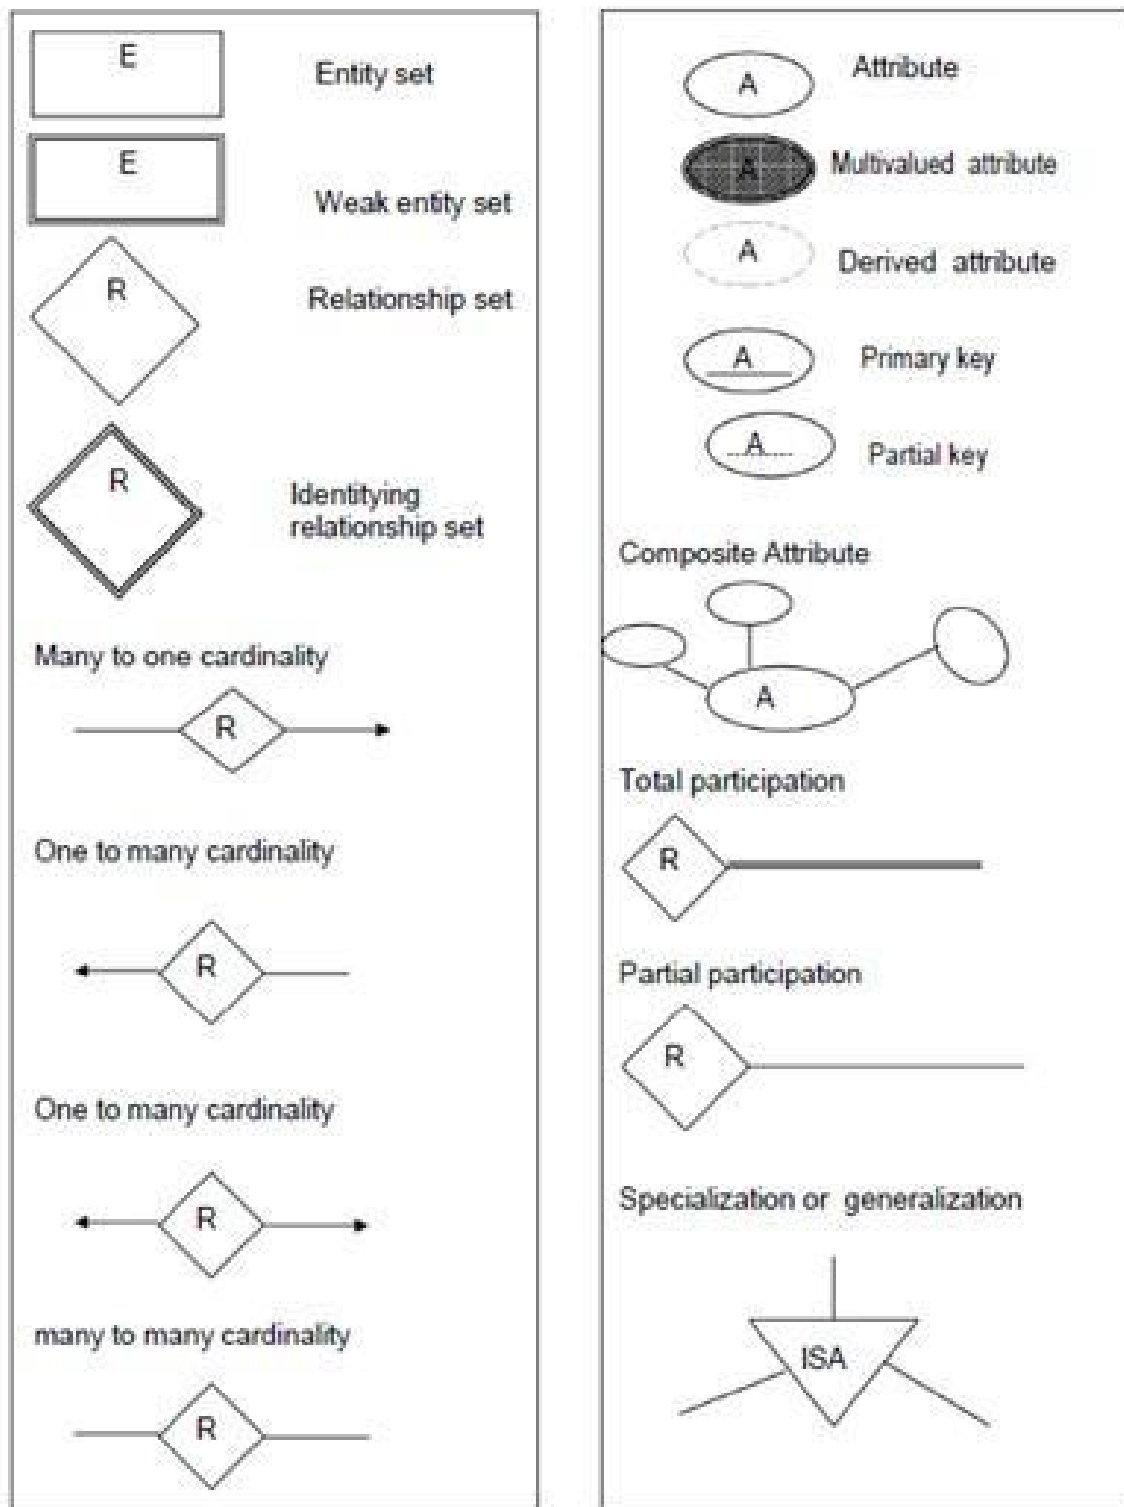 E
Entity set
E
Weak entity set
R
Relationship set
R
Identitying
relationship set
Many to one cardinality
R
One to many cardinality
R
One to many cardinality
R
many to many cardinality
R
A
Attribute
A
Multivalued attribute
A
Derived attribute
A
Primary key
A
Partial key
Composite Attribute
A
Total participation
R
Partial participation
R
Specialization or generalization
ISA